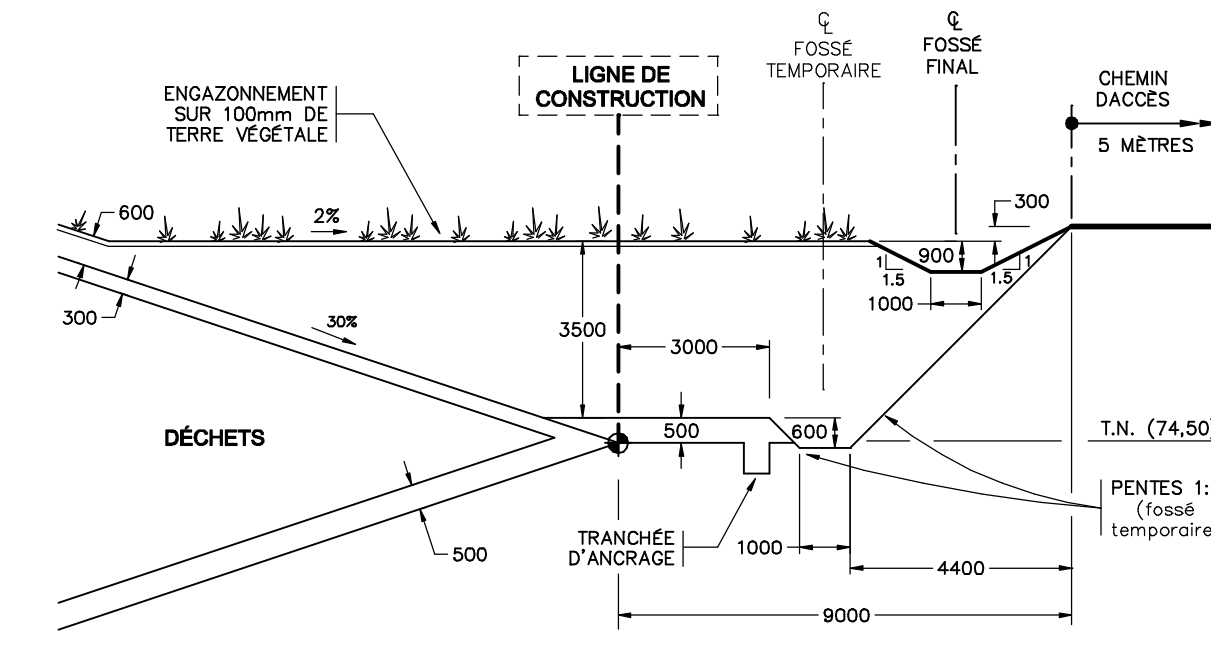 ℄
FOSSÉ
TEMPORAIRE
℄
FOSSÉ
FINAL
LIGNE DE
CONSTRUCTION
CHEMIN
DACCÈS
5 MÈTRES
ENGAZONNEMENT
SUR 100mm DE
TERRE VÉGÉTALE
600
2%
300
900
1
1.5
1
1.5
1000
300
30%
3500
3000
DÉCHETS
500
600
T.N. (74,50)
PENTES 1:
(fossé
temporaire
TRANCHÉE
D'ANCRAGE
1000
500
4400
9000